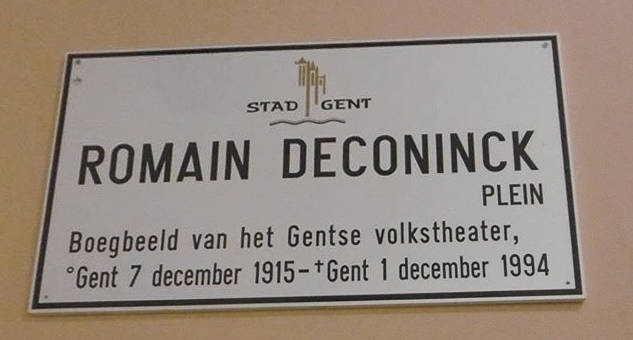 STAD GENT
ROMAIN DECONINCK
PLEIN
Boegbeeld van het Gentse volkstheater,
°Gent 7 december 1915-†Gent 1 december 1994